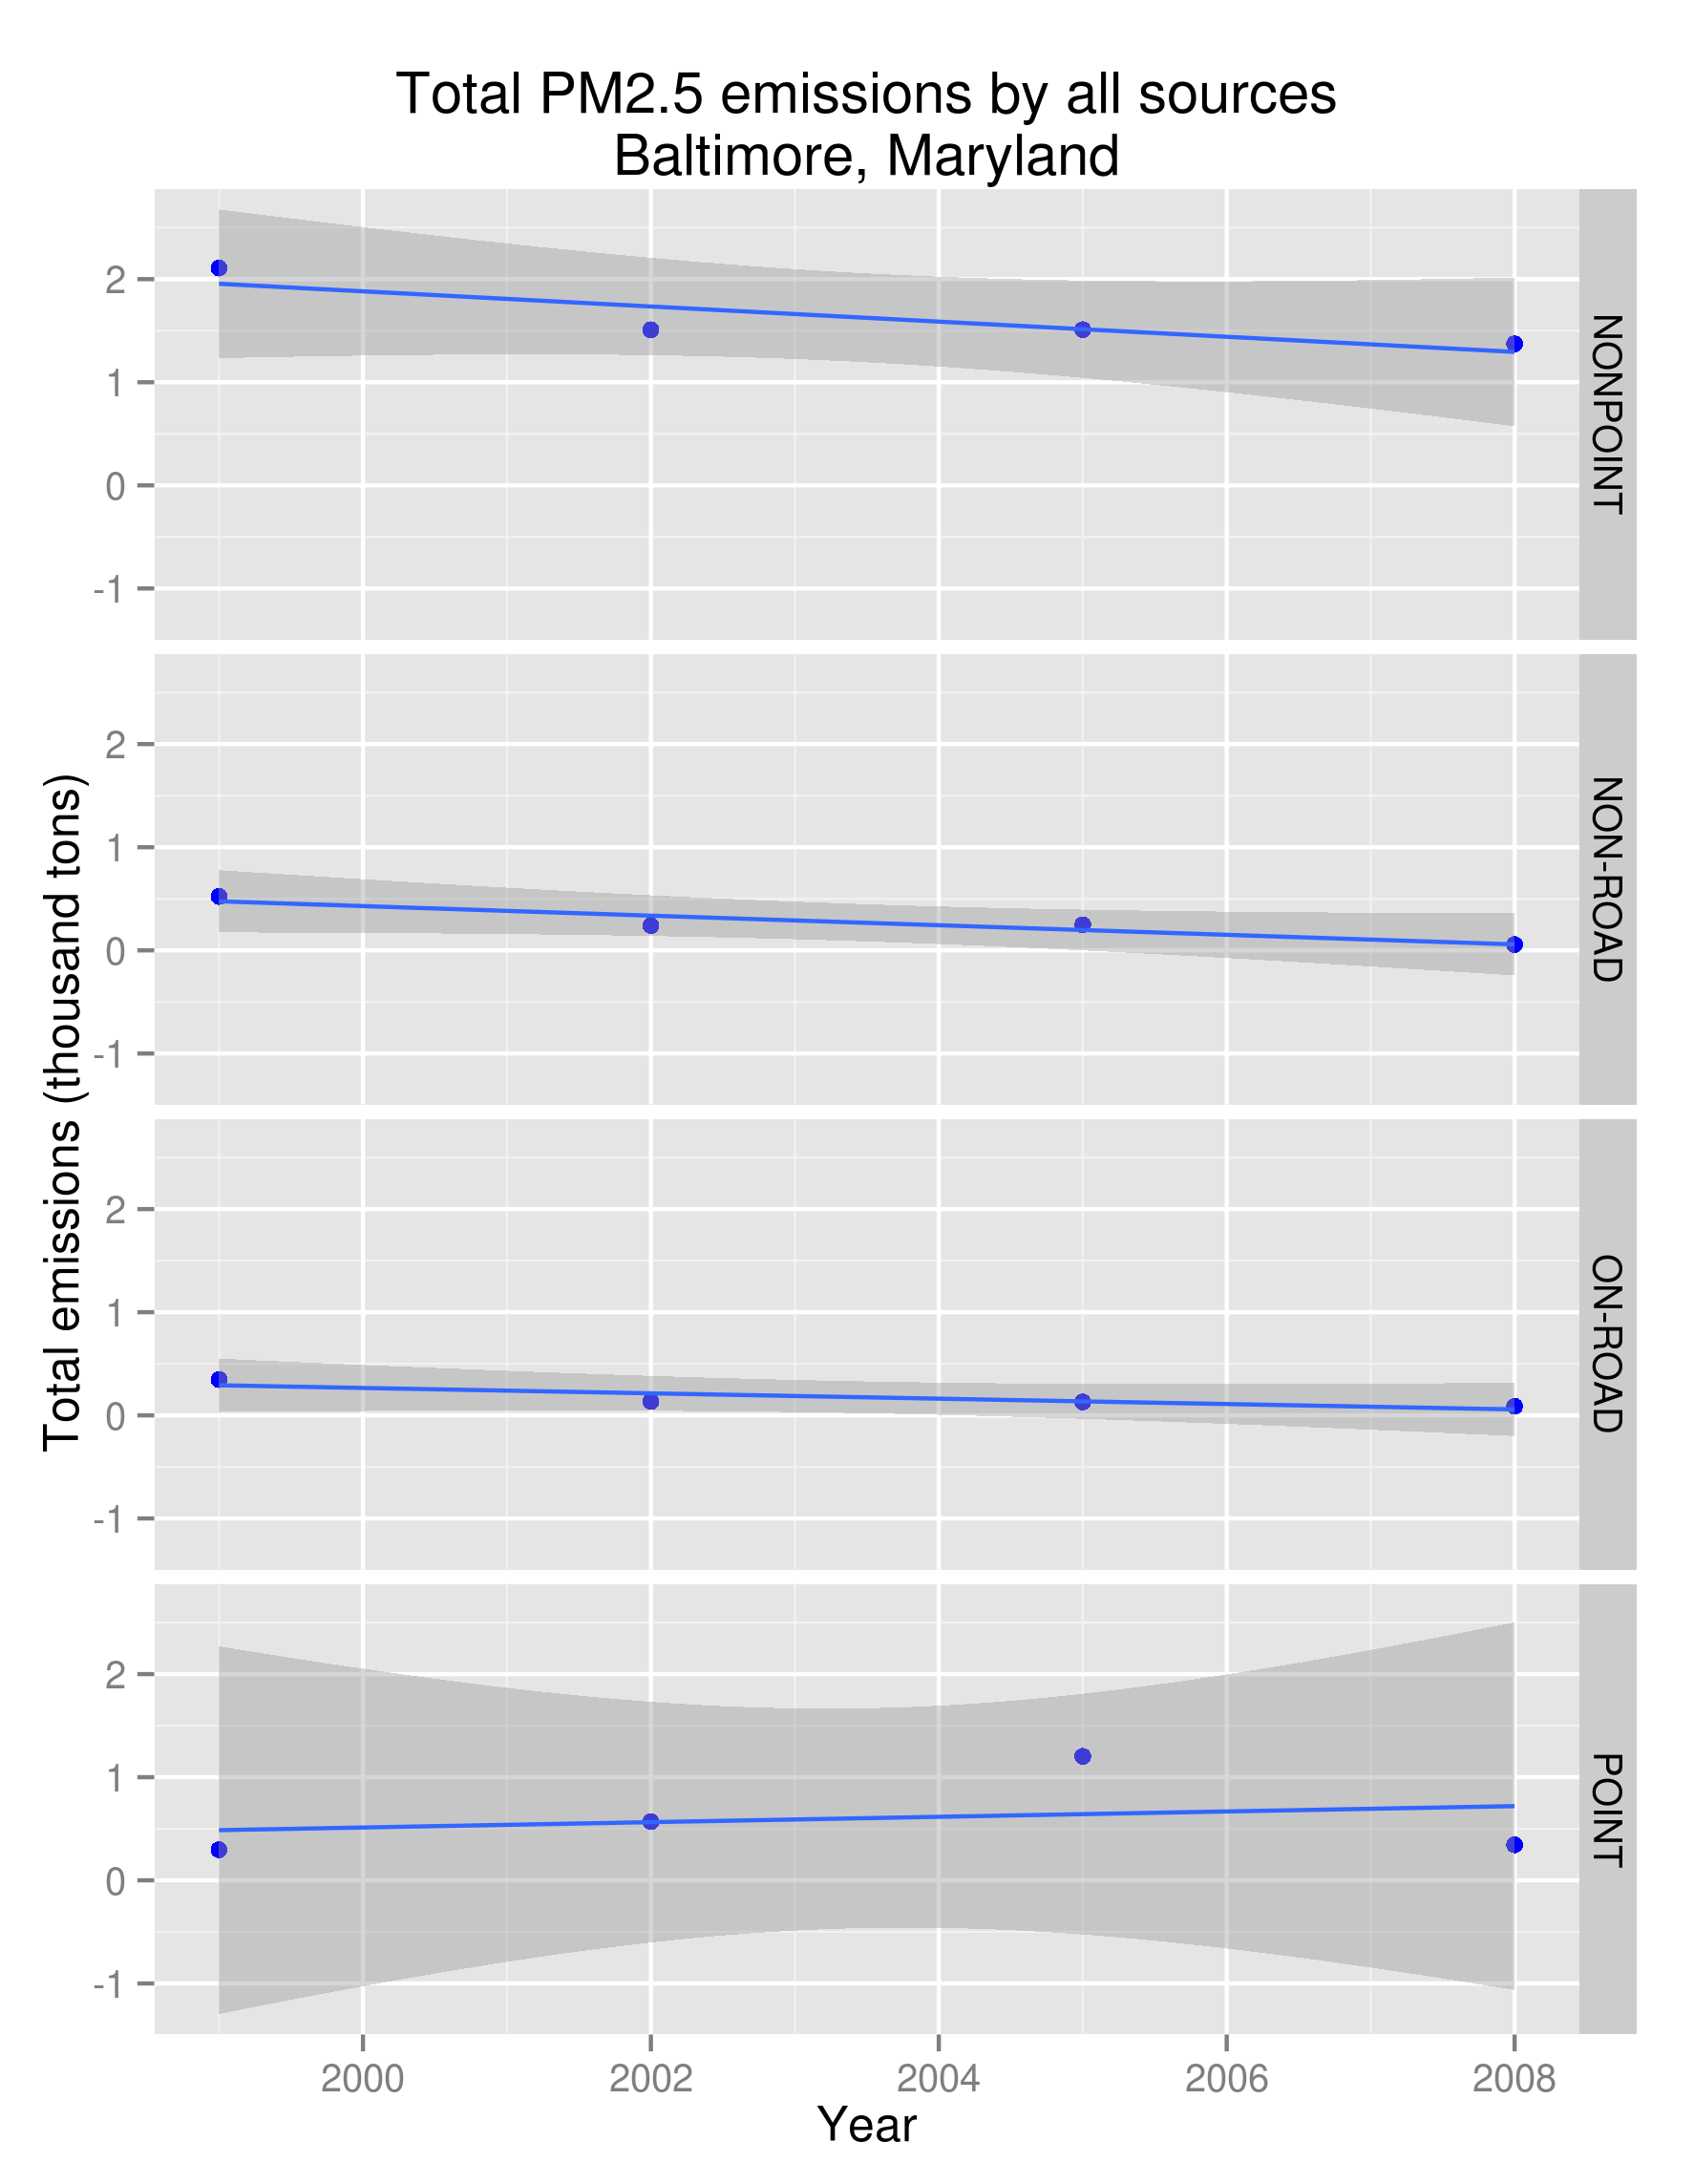 Total PM2.5 emissions by all sources
Baltimore, Maryland
Total emissions (thousand tons)
2
1
0
-1
NONPOINT
2
1
0
-1
NON-ROAD
2
1
0
-1
ON-ROAD
2
1
0
-1
POINT
2000 2002 2004 2006 2008
Year